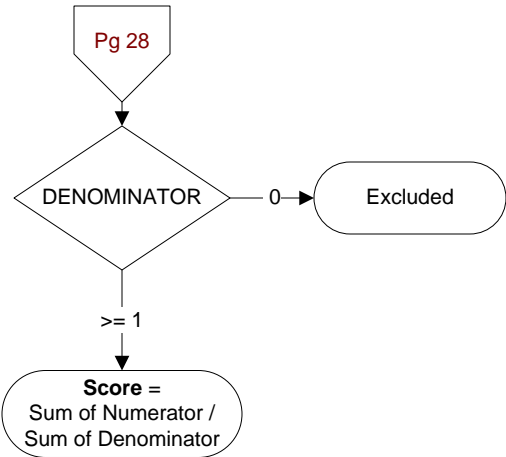 Pg 28
DENOMINATOR
0
Excluded
>= 1
Score =
Sum of Numerator /
Sum of Denominator